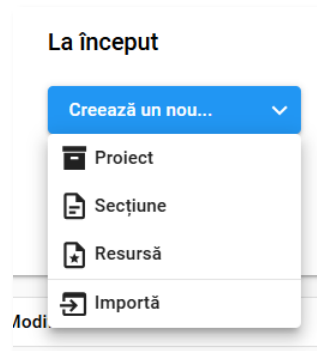 La început
Creează un nou...
Proiect
Secțiune
Resursă
Importă